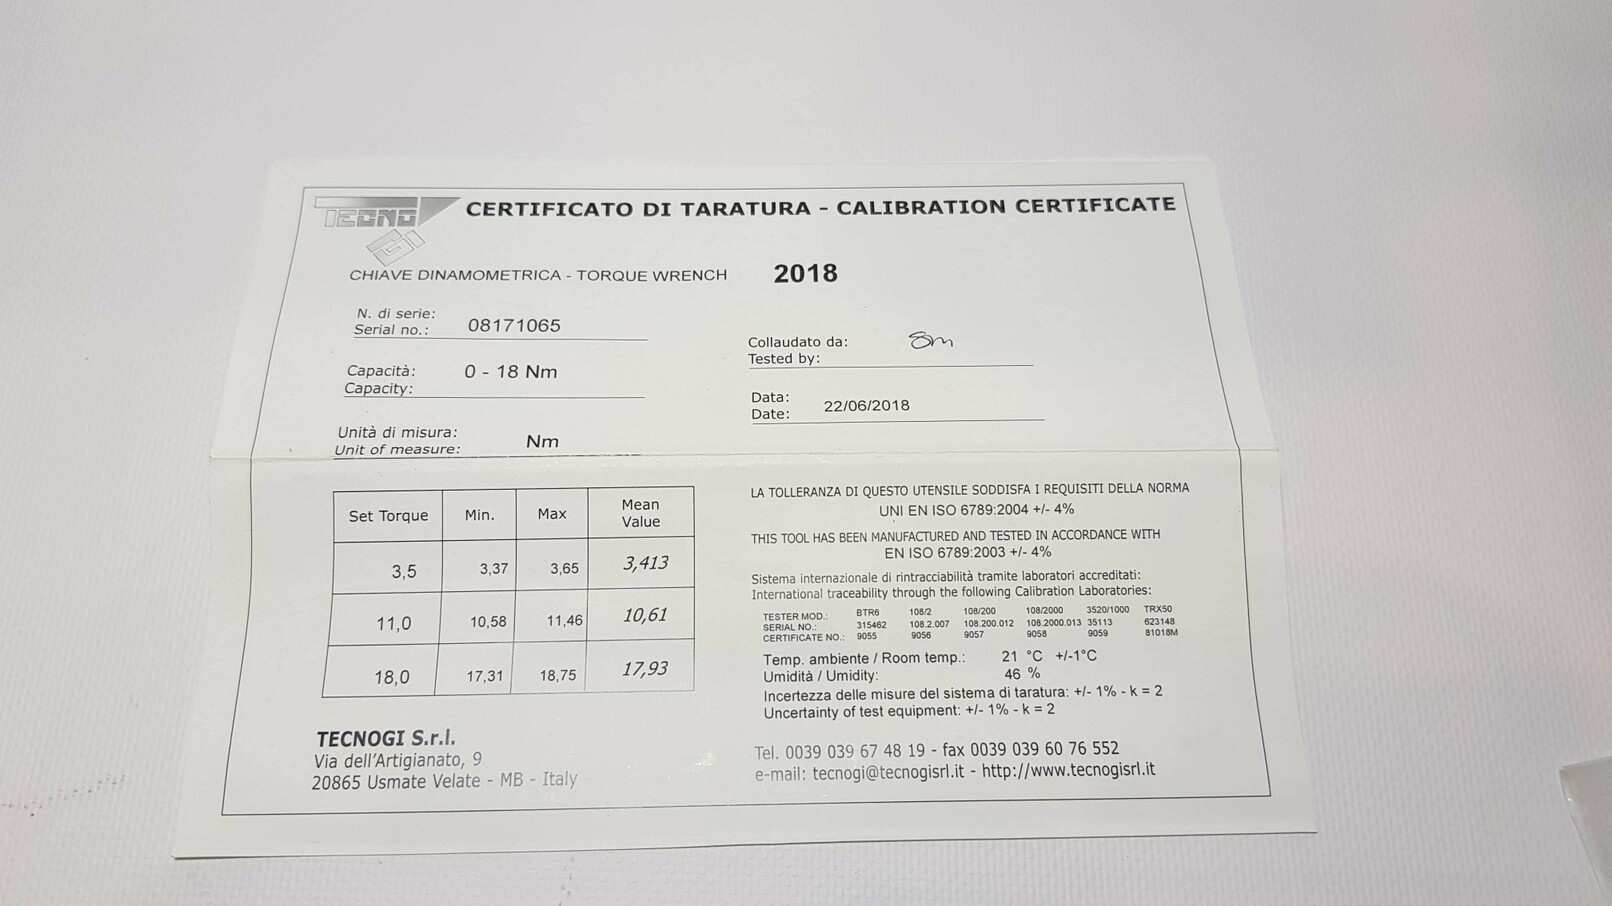 TECNO
GI
CERTIFICATO DI TARATURA - CALIBRATION CERTIFICATE
CHIAVE DINAMOMETRICA - TORQUE WRENCH 2018
N. di serie:
Serial no.: 08171065
Capacità: 0 - 18 Nm
Capacity:
Unità di misura:
Unit of measure: Nm
Collaudato da: Sm
Tested by:
Data:
Date: 22/06/2018
Set Torque Min. Max Mean Value
3,5 3,37 3,65 3,413
11,0 10,58 11,46 10,61
18,0 17,31 18,75 17,93
LA TOLLERANZA DI QUESTO UTENSILE SODDISFA I REQUISITI DELLA NORMA
UNI EN ISO 6789:2004 +/- 4%
THIS TOOL HAS BEEN MANUFACTURED AND TESTED IN ACCORDANCE WITH
EN ISO 6789:2003 +/- 4%
Sistema internazionale di rintracciabilità tramite laboratori accreditati:
International traceability through the following Calibration Laboratories:
TESTER MOD.: BTR6 108/2 108/200 108/2000 3520/1000 TRX50
SERIAL NO.: 315462 108.2.007 108.200.012 108.2000.013 35113 623148
CERTIFICATE NO.: 9055 9056 9057 9058 9059 81018M
Temp. ambiente / Room temp.: 21 °C +/-1°C
Umidità / Umidity: 46 %
Incertezza delle misure del sistema di taratura: +/- 1% - k = 2
Uncertainty of test equipment: +/- 1% - k = 2
TECNOGI S.r.l.
Via dell'Artigianato, 9
20865 Usmate Velate - MB - Italy
Tel. 0039 039 67 48 19 - fax 0039 039 60 76 552
e-mail: tecnogi@tecnogisrl.it - http://www.tecnogisrl.it